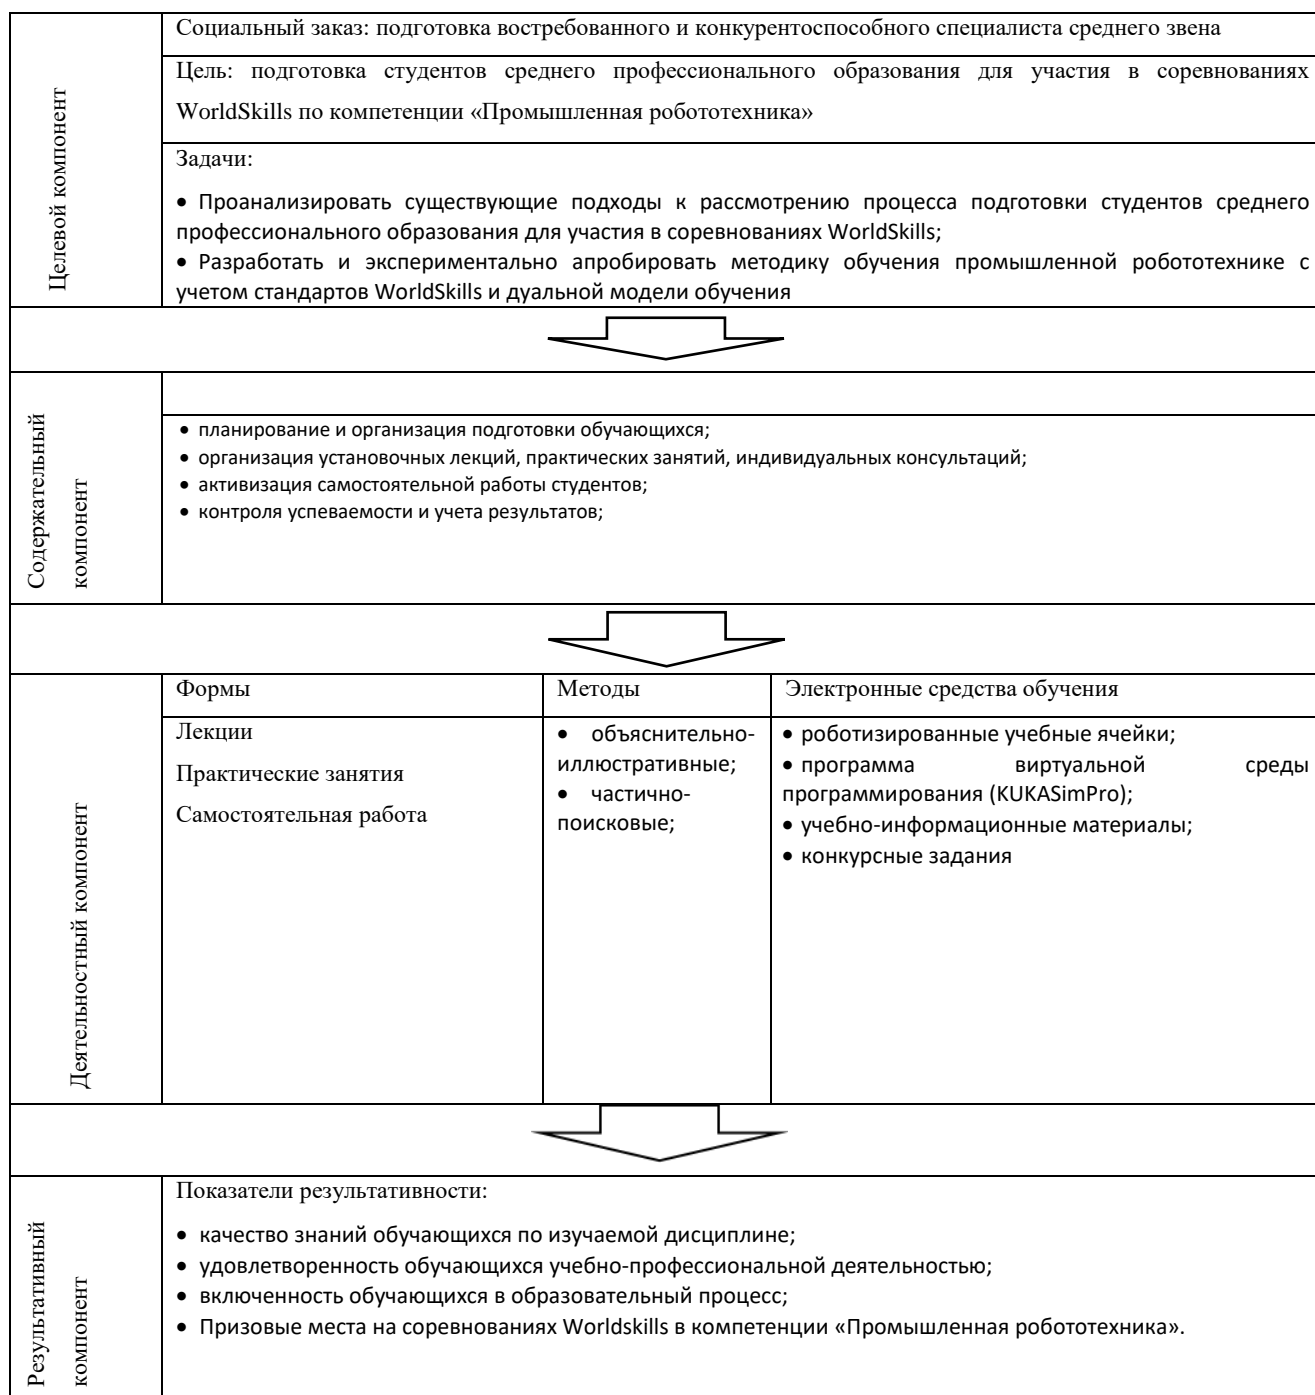 Целевой компонент
Социальный заказ: подготовка востребованного и конкурентоспособного специалиста среднего звена
Цель: подготовка студентов среднего профессионального образования для участия в соревнованиях
WorldSkills по компетенции «Промышленная робототехника»
Задачи:
• Проанализировать существующие подходы к рассмотрению процесса подготовки студентов среднего
профессионального образования для участия в соревнованиях WorldSkills;
• Разработать и экспериментально апробировать методику обучения промышленной робототехнике с
учетом стандартов WorldSkills и дуальной модели обучения
Содержательный
компонент
• планирование и организация подготовки обучающихся;
• организация установочных лекций, практических занятий, индивидуальных консультаций;
• активизация самостоятельной работы студентов;
• контроля успеваемости и учета результатов;
Деятельностный компонент
Формы
Лекции
Практические занятия
Самостоятельная работа
Методы
• объяснительно-
иллюстративные;
• частично-
поисковые;
Электронные средства обучения
• роботизированные учебные ячейки;
• программа виртуальной среды
программирования (KUKASimPro);
• учебно-информационные материалы;
• конкурсные задания
Результативный
компонент
Показатели результативности:
• качество знаний обучающихся по изучаемой дисциплине;
• удовлетворенность обучающихся учебно-профессиональной деятельностью;
• включенность обучающихся в образовательный процесс;
• Призовые места на соревнованиях Worldskills в компетенции «Промышленная робототехника».